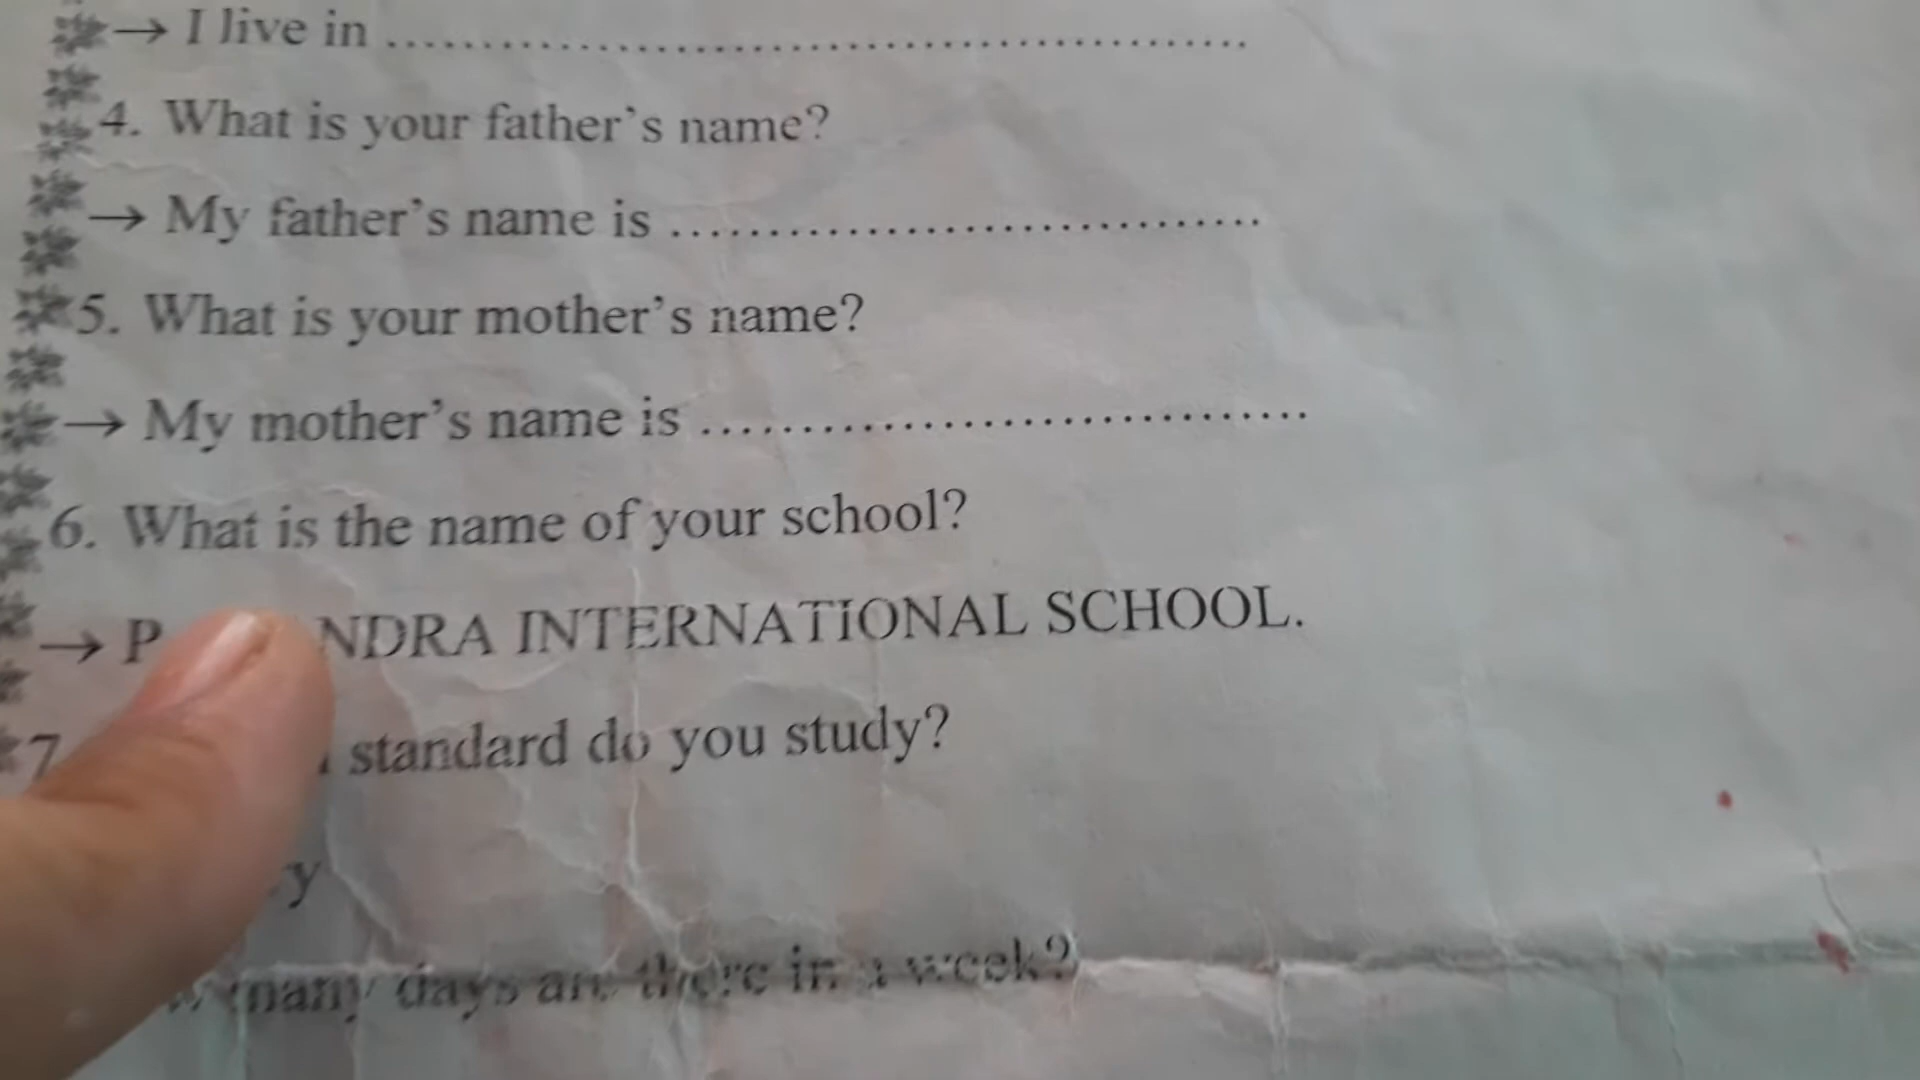 → I live in ................................................
4. What is your father's name?
→ My father's name is ................................
5. What is your mother's name?
→ My mother's name is ................................
6. What is the name of your school?
→ INTERNATIONAL SCHOOL.
7 standard do you study?
many days are there in a week?